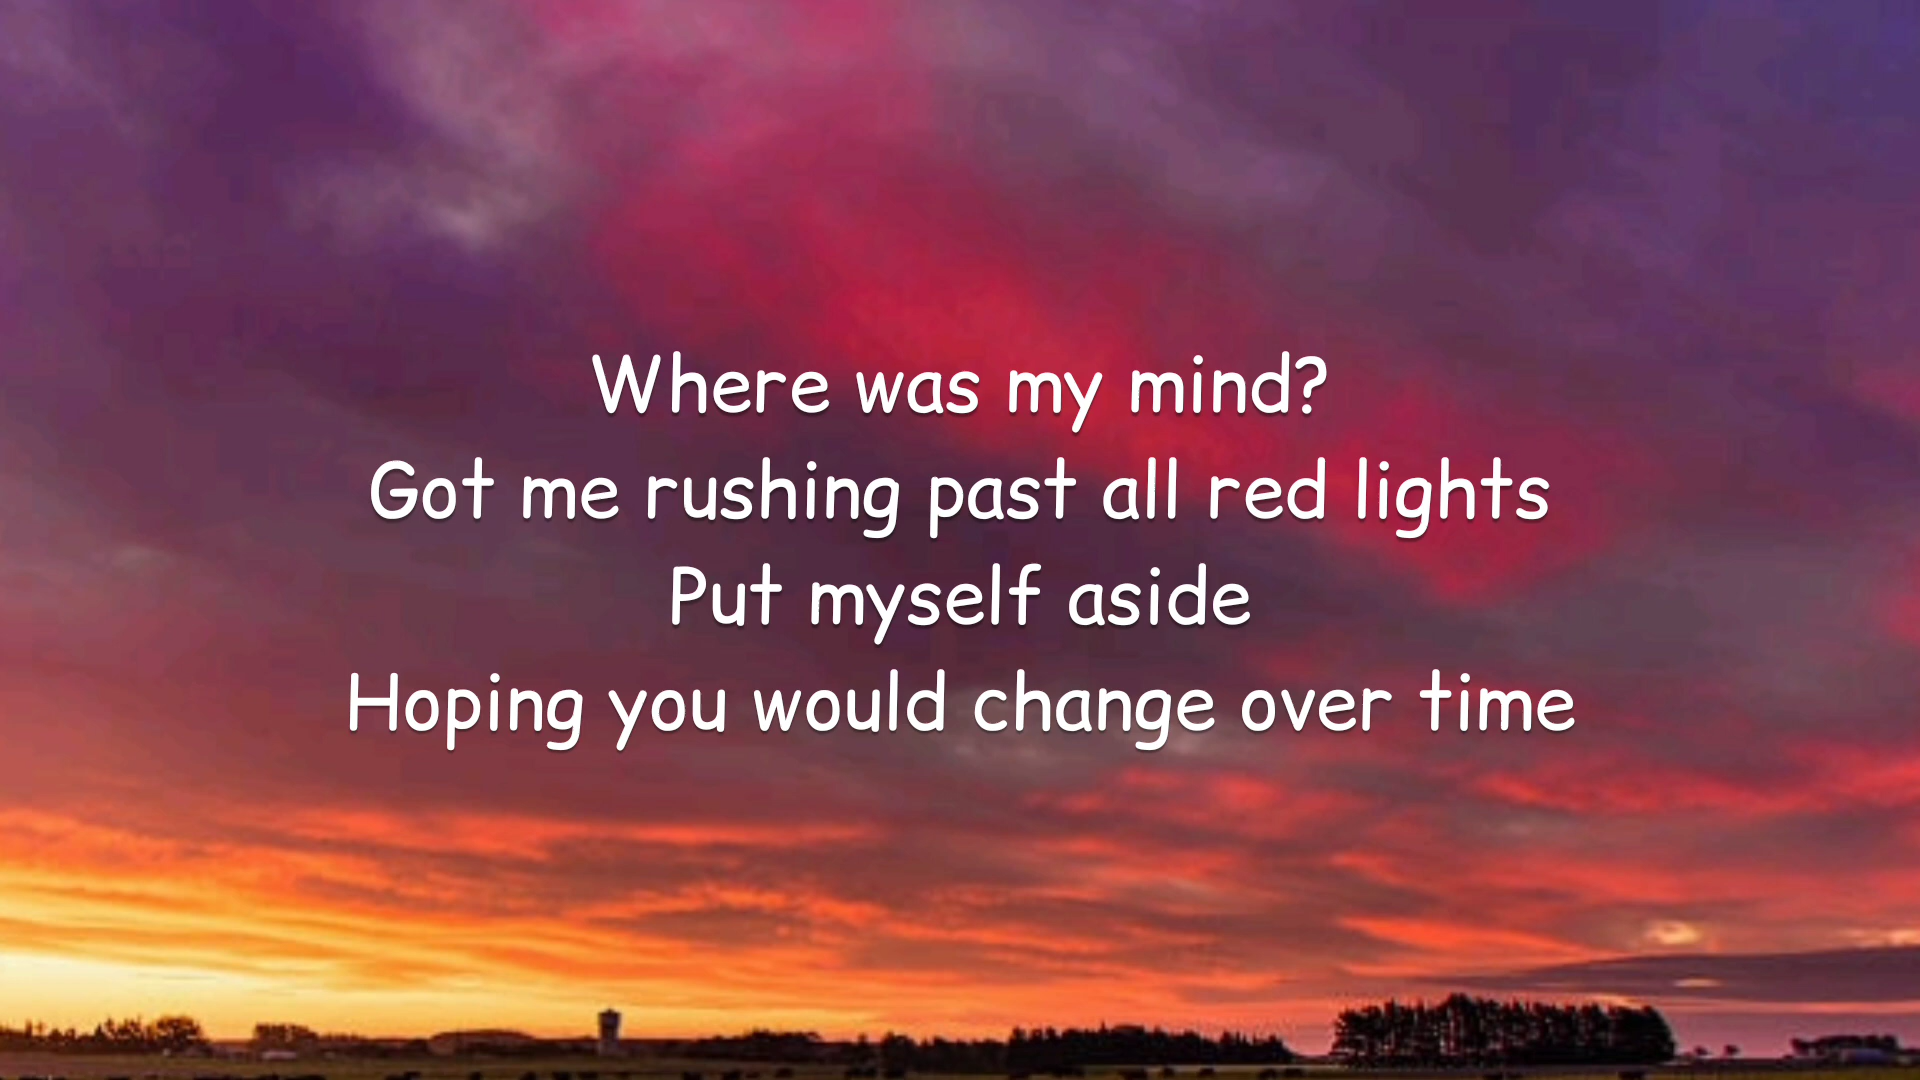 Where was my mind?
Got me rushing past all red lights
Put myself aside
Hoping you would change over time